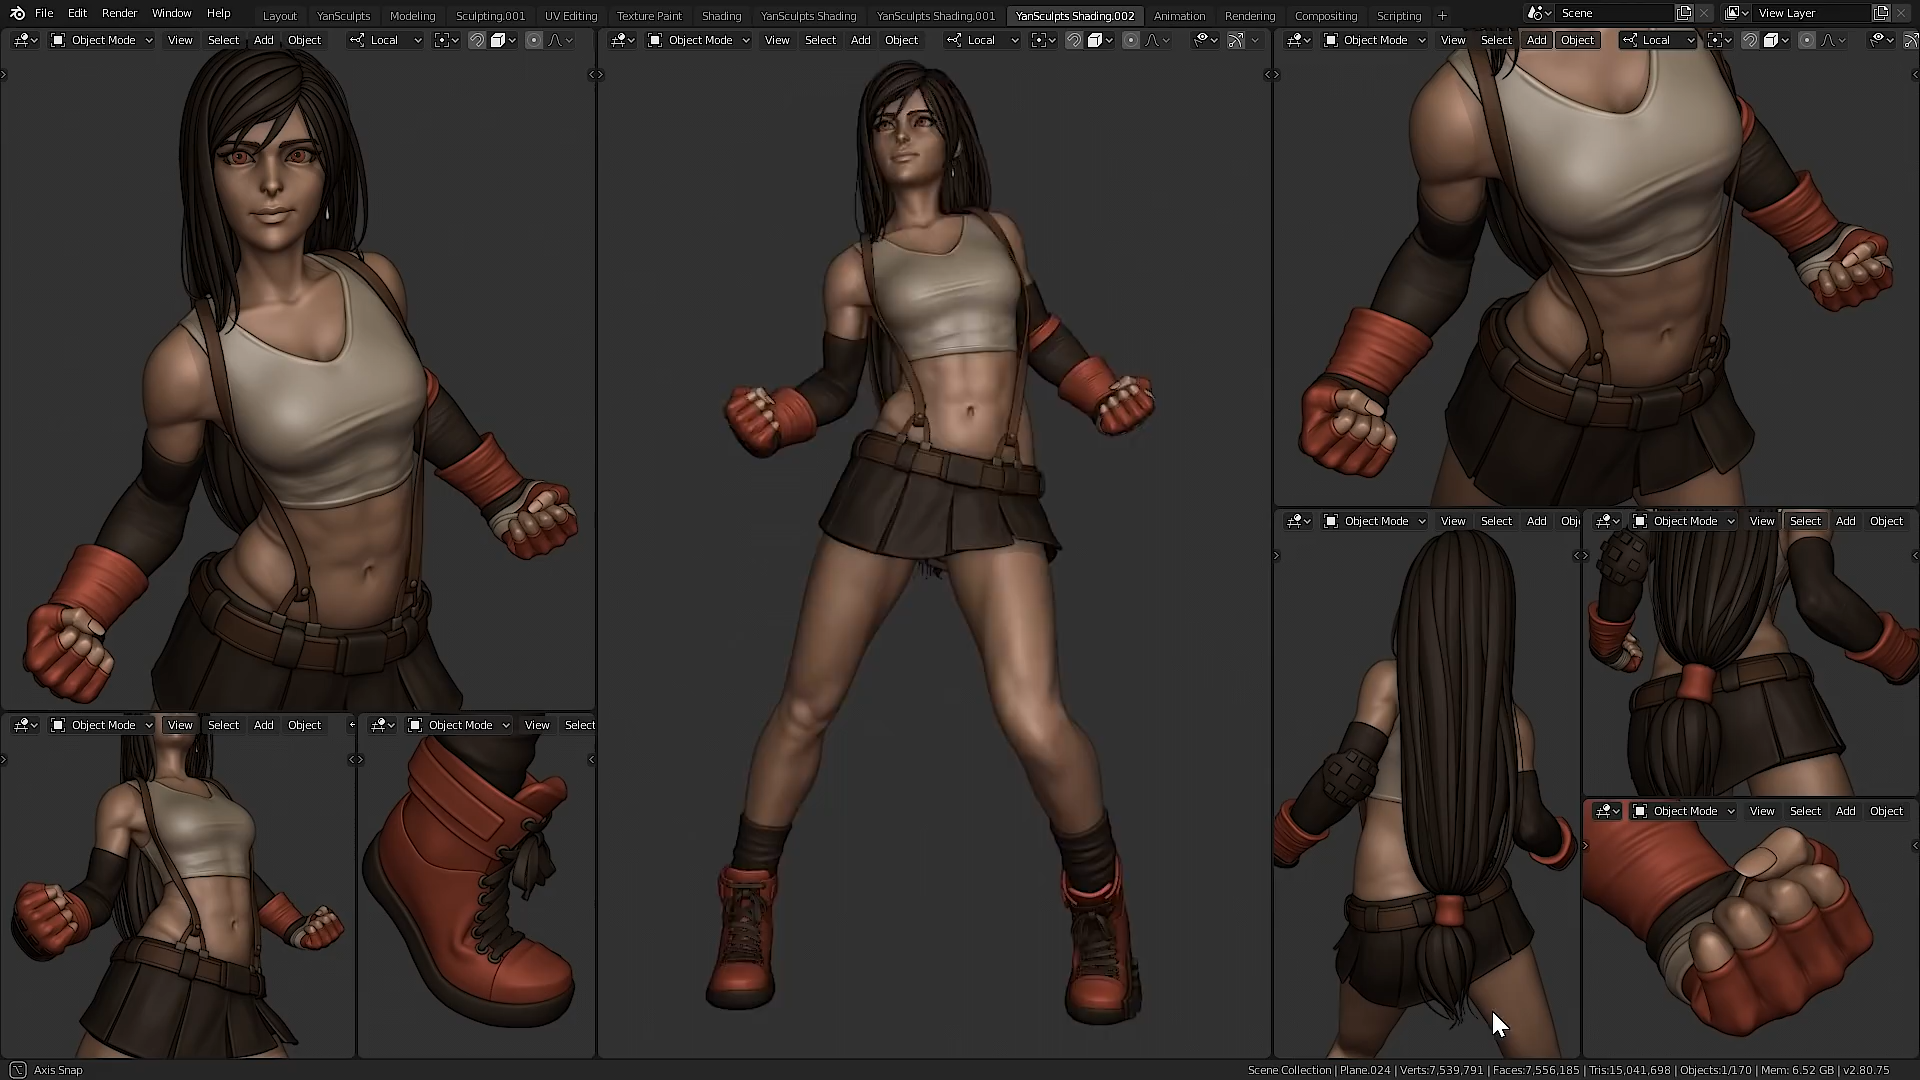 File Edit Render Window Help Layout YanSculpts Modeling Sculpting.001 UV Editing Texture Paint Shading YanSculpts Shading YanSculpts Shading.001 YanSculpts Shading.002 Animation Rendering Compositing Scripting + Scene View Layer
Object Mode View Select Add Object Local Object Mode View Select Add Object Local Object Mode View Select Add Object Local
Object Mode View Select Add Obj Object Mode View Select Add Object
Object Mode View Select Add Object Object Mode View Select
Object Mode View Select Add Object
Axis Snap Scene Collection | Plane.024 | Verts:7,539,791 | Faces:7,556,185 | Tris:15,041,698 | Objects:1/170 | Mem: 6.52 GB | v2.80.75